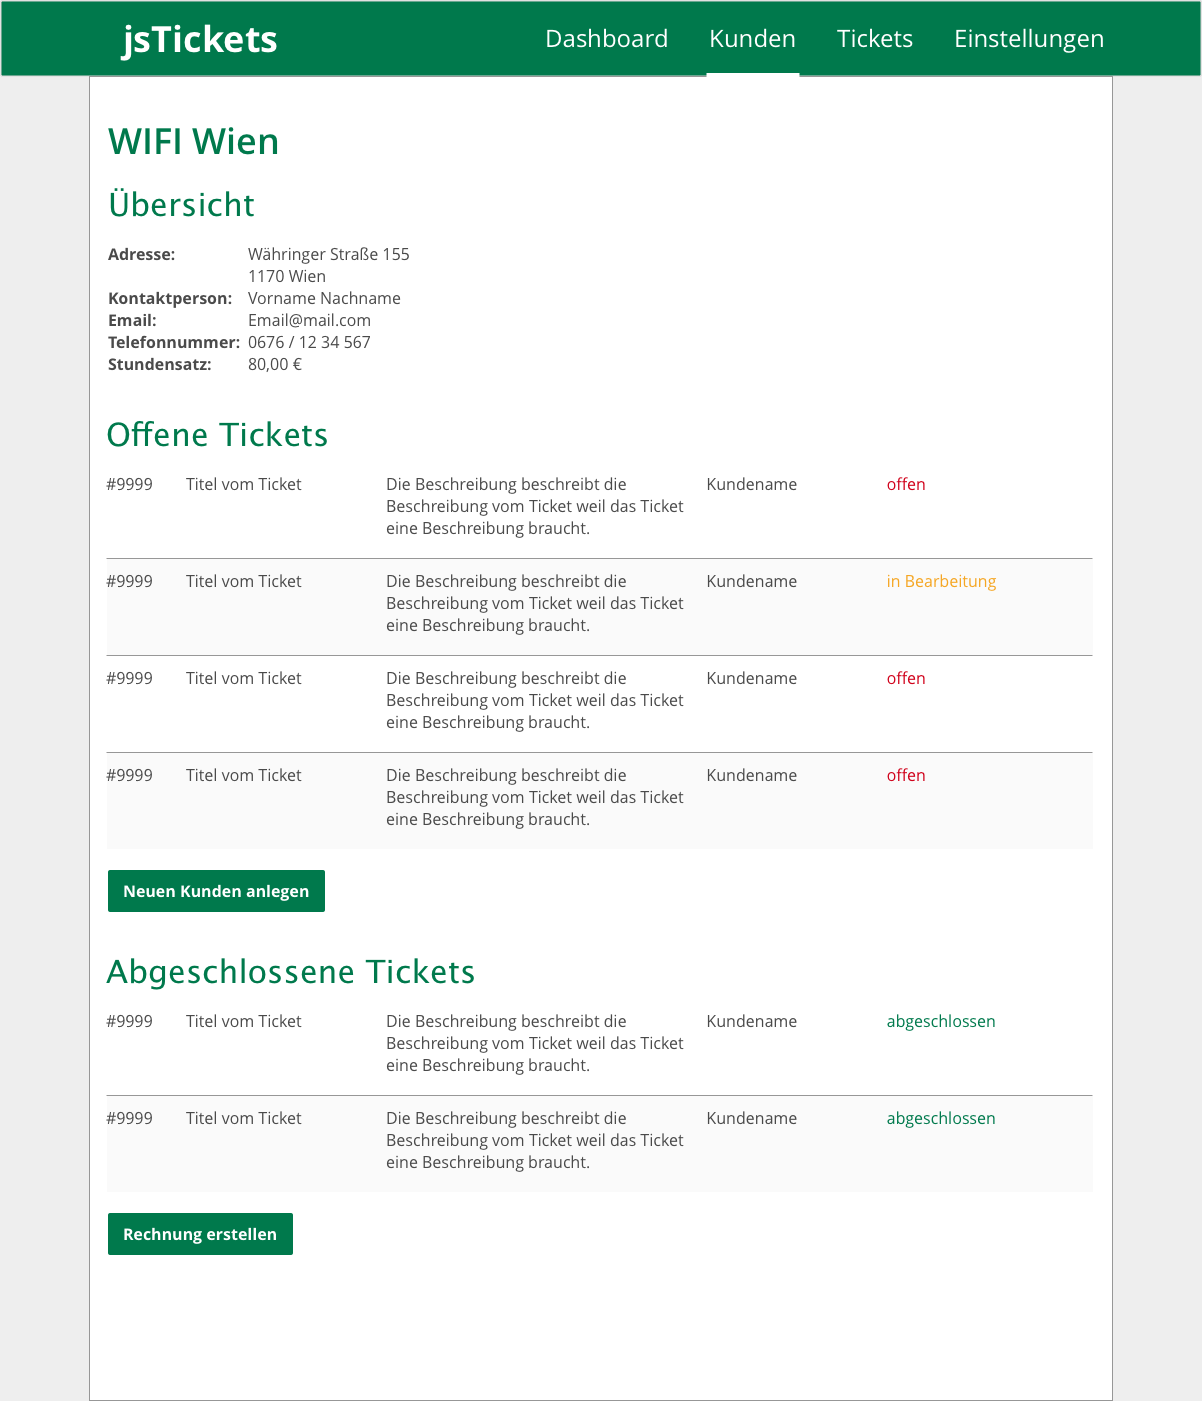 jsTickets
Dashboard Kunden Tickets Einstellungen
WIFI Wien
Übersicht
Adresse: Währinger Straße 155
1170 Wien
Kontaktperson: Vorname Nachname
Email: Email@mail.com
Telefonnummer: 0676 / 12 34 567
Stundensatz: 80,00 €
Offene Tickets
#9999 Titel vom Ticket Die Beschreibung beschreibt die Kundename offen
Beschreibung vom Ticket weil das Ticket
eine Beschreibung braucht.
#9999 Titel vom Ticket Die Beschreibung beschreibt die Kundename in Bearbeitung
Beschreibung vom Ticket weil das Ticket
eine Beschreibung braucht.
#9999 Titel vom Ticket Die Beschreibung beschreibt die Kundename offen
Beschreibung vom Ticket weil das Ticket
eine Beschreibung braucht.
#9999 Titel vom Ticket Die Beschreibung beschreibt die Kundename offen
Beschreibung vom Ticket weil das Ticket
eine Beschreibung braucht.
Neuen Kunden anlegen
Abgeschlossene Tickets
#9999 Titel vom Ticket Die Beschreibung beschreibt die Kundename abgeschlossen
Beschreibung vom Ticket weil das Ticket
eine Beschreibung braucht.
#9999 Titel vom Ticket Die Beschreibung beschreibt die Kundename abgeschlossen
Beschreibung vom Ticket weil das Ticket
eine Beschreibung braucht.
Rechnung erstellen